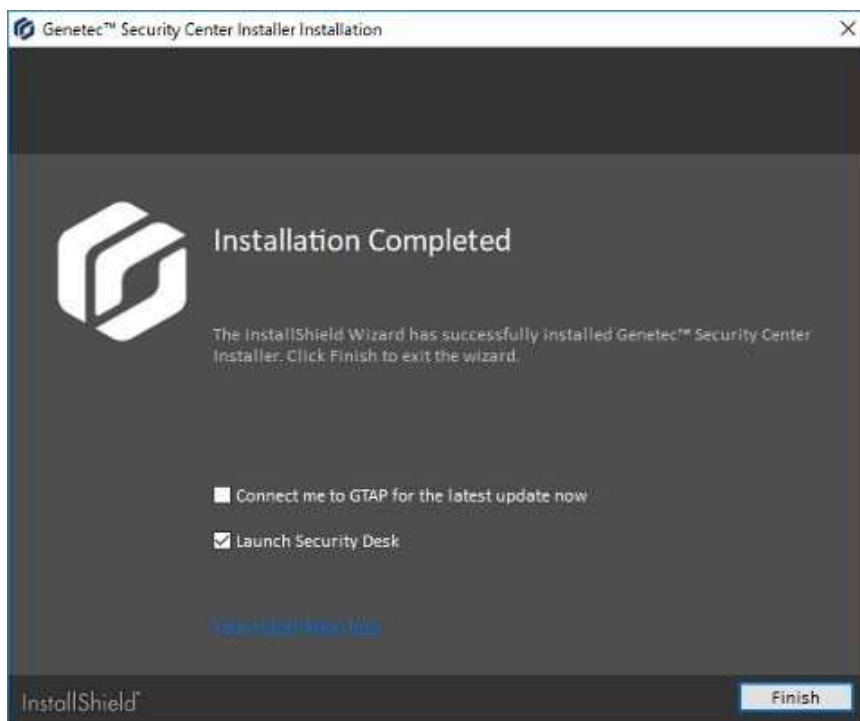 Genetec™ Security Center Installer Installation
Installation Completed
The InstallShield Wizard has successfully installed Genetec™ Security Center
Installer. Click Finish to exit the wizard.
Connect me to GTAP for the latest update now
Launch Security Desk
InstallShield
Finish